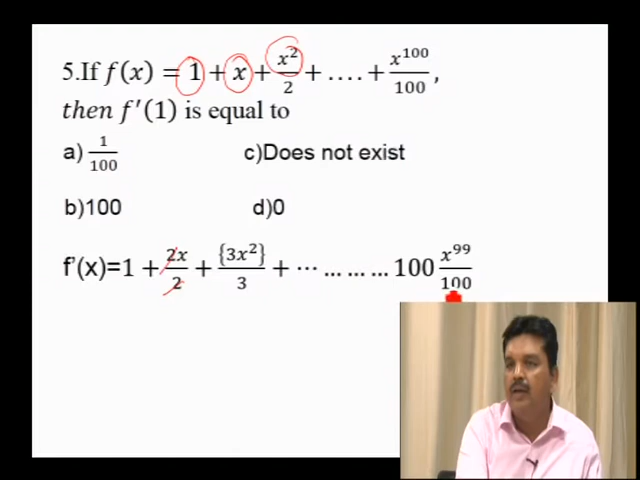 5.If f(x) = 1 + x + x²/2 + .... + x¹⁰⁰/100 ,
then f'(1) is equal to
a) 1/100 c)Does not exist
b)100 d)0
f'(x)=1 + 2x/2 + {3x²}/3 + ⋯ … … … 100 x⁹⁹/100